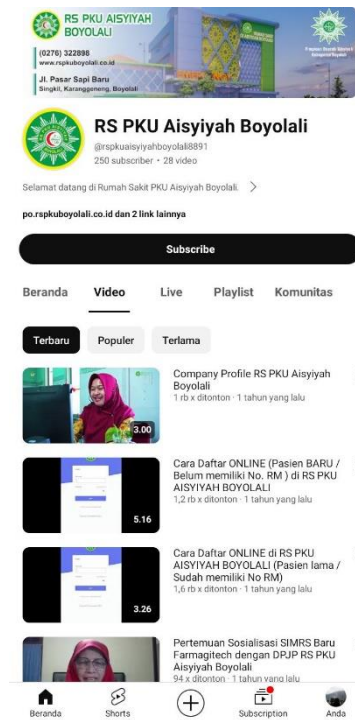 RS PKU AISYIYAH
BOYOLALI
(0276) 322898
www.rspkuboyolali.co.id
Jl. Pasar Sapi Baru
Singkil, Karanggeneng, Boyolali
RS PKU Aisyiyah Boyolali
@rspkuaisyiyahboyolali8891
250 subscriber • 28 video
Selamat datang di Rumah Sakit PKU Aisyiyah Boyolali.
po.rspkuboyolali.co.id dan 2 link lainnya
Subscribe
Beranda Video Live Playlist Komunitas
Terbaru Populer Terlama
Company Profile RS PKU Aisyiyah
Boyolali
1 rb x ditonton · 1 tahun yang lalu
3.00
Cara Daftar ONLINE (Pasien BARU /
Belum memiliki No. RM ) di RS PKU
AISYIYAH BOYOLALI
1,2 rb x ditonton · 1 tahun yang lalu
5.16
Cara Daftar ONLINE di RS PKU
AISYIYAH BOYOLALI (Pasien lama /
Sudah memiliki No RM)
1,6 rb x ditonton · 1 tahun yang lalu
3.26
Pertemuan Sosialisasi SIMRS Baru
Farmagitech dengan DPJP RS PKU
Aisyiyah Boyolali
94 x ditonton · 1 tahun yang lalu
Beranda Shorts Subscription Anda